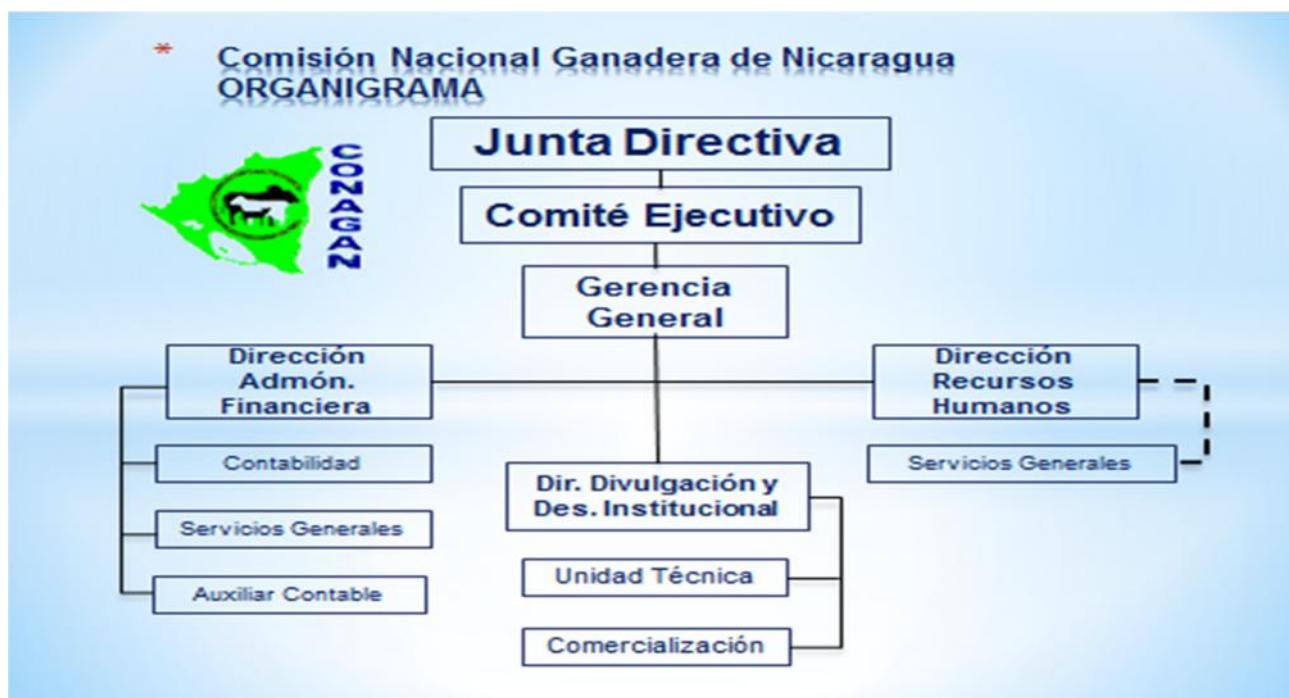 * Comisión Nacional Ganadera de Nicaragua
ORGANIGRAMA
CONAGAN
Junta Directiva
Comité Ejecutivo
Gerencia
General
Dirección
Admón.
Financiera
Dirección
Recursos
Humanos
Contabilidad
Servicios Generales
Dir. Divulgación y
Des. Institucional
Servicios Generales
Unidad Técnica
Auxiliar Contable
Comercialización